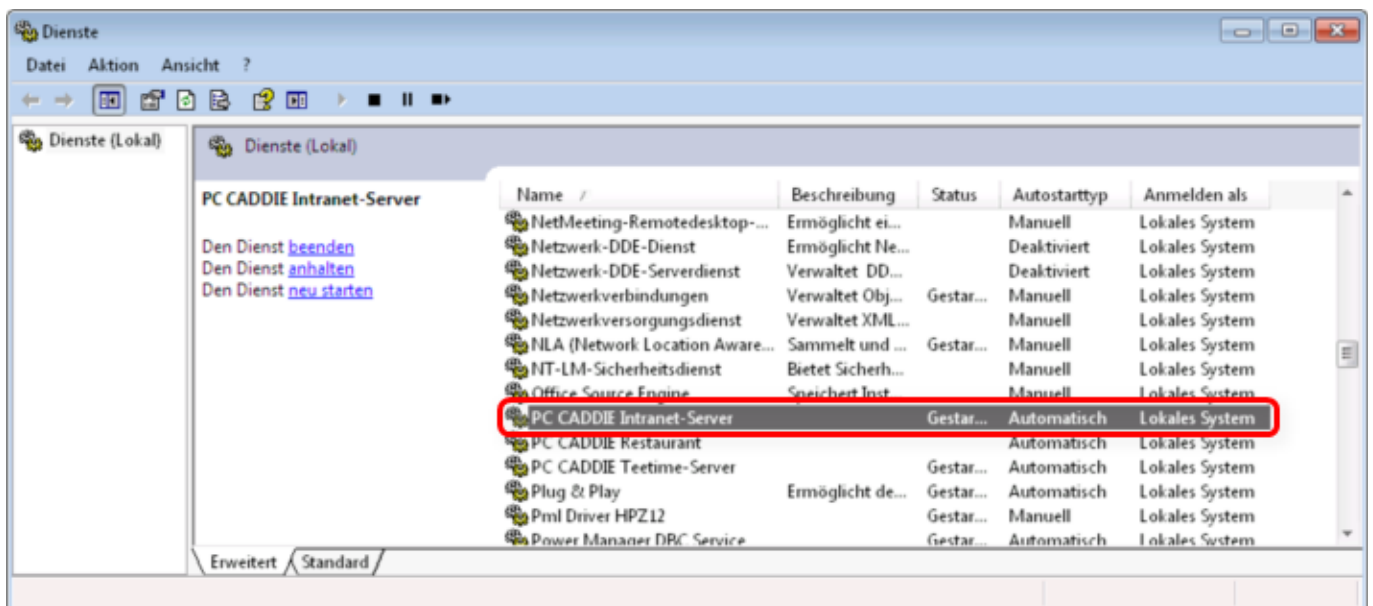 Dienste
Datei Aktion Ansicht ?
Dienste (Lokal)
Dienste (Lokal)
PC CADDIE Intranet-Server
Den Dienst beenden
Den Dienst anhalten
Den Dienst neu starten
Name Beschreibung Status Autostarttyp Anmelden als
NetMeeting-Remotedesktop-... Ermöglicht ei... Manuell Lokales System
Netzwerk-DDE-Dienst Ermöglicht Ne... Deaktiviert Lokales System
Netzwerk-DDE-Serverdienst Verwaltet DD... Deaktiviert Lokales System
Netzwerkverbindungen Verwaltet Obj... Gestar... Manuell Lokales System
Netzwerkversorgungsdienst Verwaltet XML... Manuell Lokales System
NLA (Network Location Aware... Sammelt und ... Gestar... Manuell Lokales System
NT-LM-Sicherheitsdienst Bietet Sicherh... Manuell Lokales System
Office Source Engine Speichert Inst... Manuell Lokales System
PC CADDIE Intranet-Server Gestar... Automatisch Lokales System
PC CADDIE Restaurant Automatisch Lokales System
PC CADDIE Teetime-Server Gestar... Automatisch Lokales System
Plug & Play Ermöglicht de... Gestar... Automatisch Lokales System
Pml Driver HPZ12 Gestar... Manuell Lokales System
Power Manager DBC Service Gestar... Automatisch Lokales System
Erweitert Standard